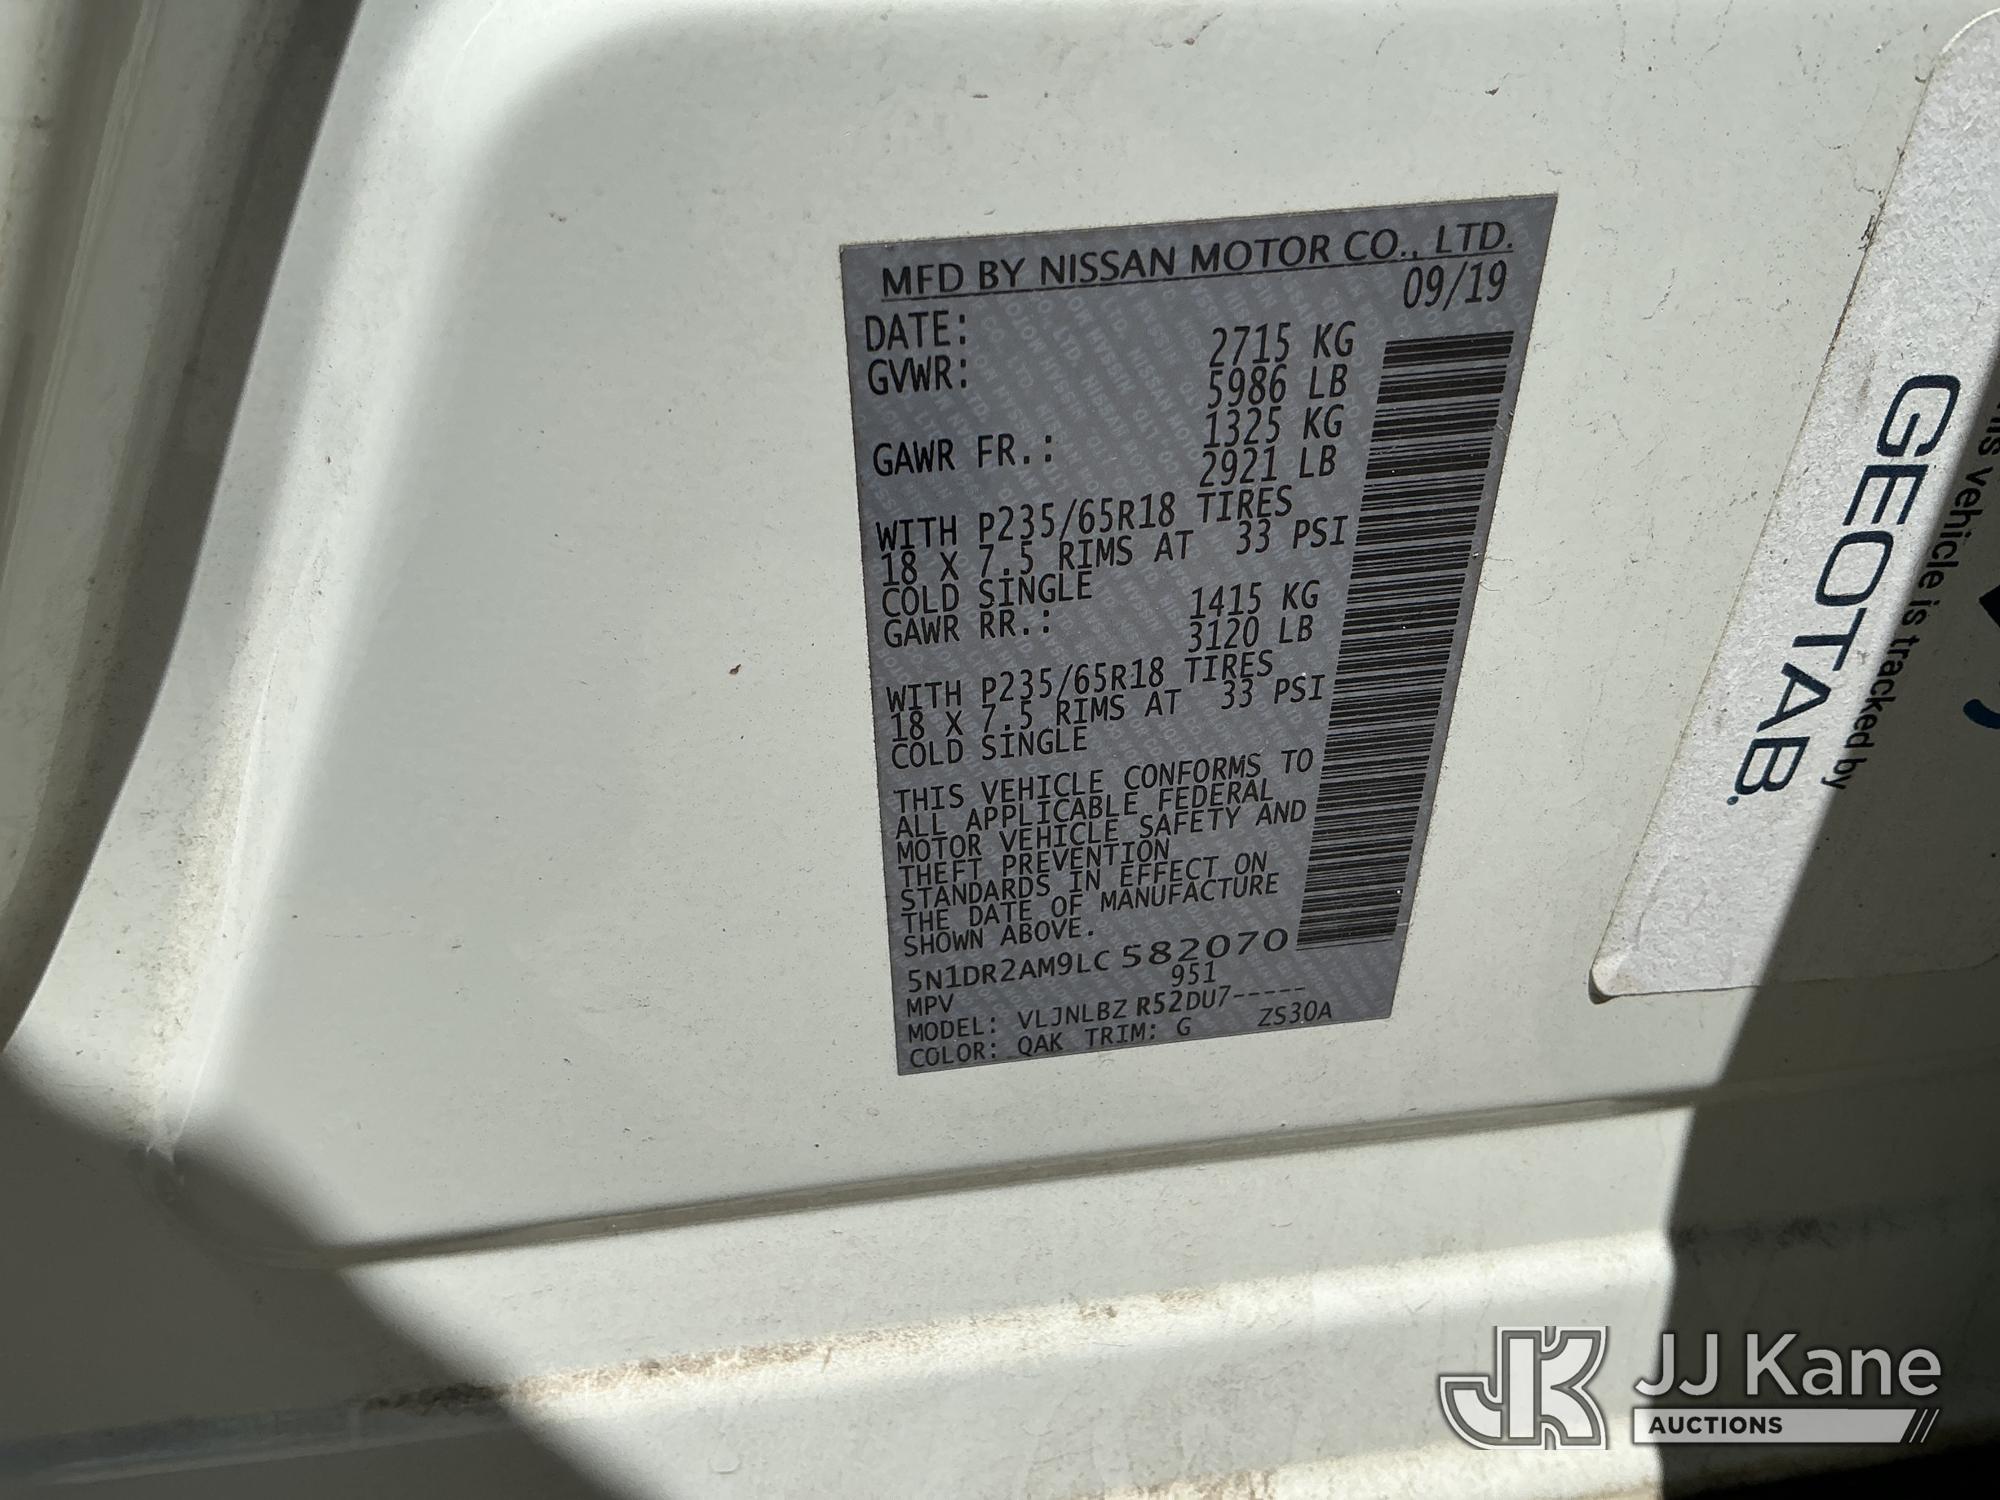 MFD BY NISSAN MOTOR CO., LTD.
DATE: 09/19
GVWR: 2715 KG
5986 LB
GAWR FR.: 1325 KG
2921 LB
WITH P235/65R18 TIRES
18 X 7.5 RIMS AT 33 PSI
COLD SINGLE
GAWR RR.: 1415 KG
3120 LB
WITH P235/65R18 TIRES
18 X 7.5 RIMS AT 33 PSI
COLD SINGLE
THIS VEHICLE CONFORMS TO
ALL APPLICABLE FEDERAL
MOTOR VEHICLE SAFETY AND
THEFT PREVENTION
STANDARDS IN EFFECT ON
THE DATE OF MANUFACTURE
SHOWN ABOVE.
5N1DR2AM9LC 582070
MPV 951
MODEL: VLJNLBZ R52DU7-----
COLOR: QAK TRIM: G ZS30A
vehicle is tracked by
GEOTAB.
JK JJ Kane
AUCTIONS